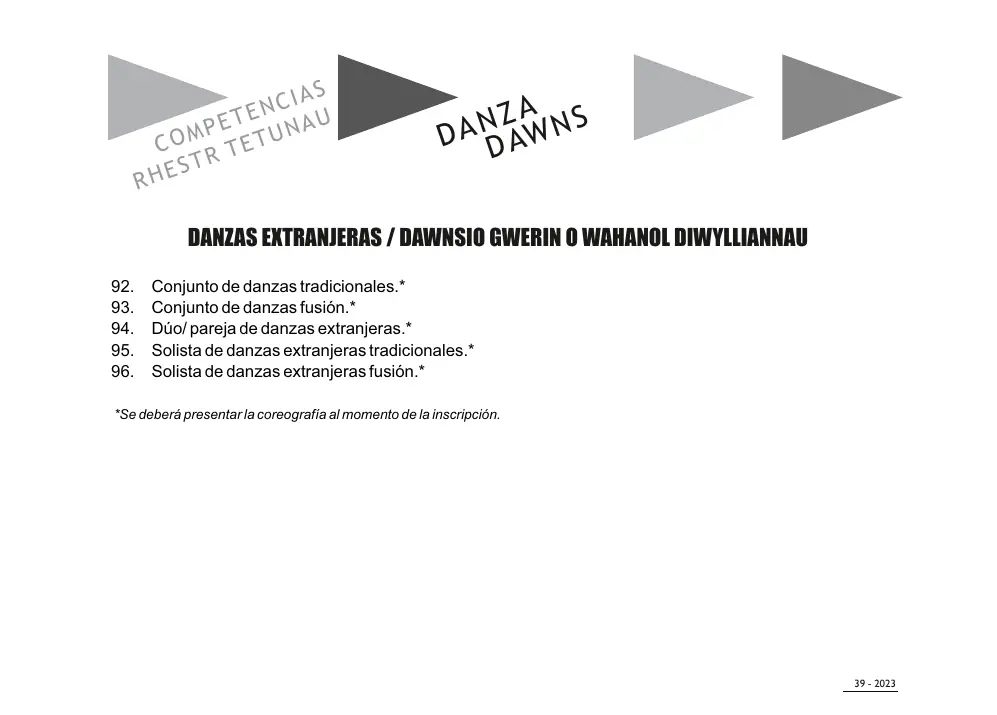 COMPETENCIAS
RHESTR TETUNAU
DANZA
DAWNS
DANZAS EXTRANJERAS / DAWNSIO GWERIN O WAHANOL DIWYLLIANNAU
92. Conjunto de danzas tradicionales.*
93. Conjunto de danzas fusión.*
94. Dúo/ pareja de danzas extranjeras.*
95. Solista de danzas extranjeras tradicionales.*
96. Solista de danzas extranjeras fusión.*
*Se deberá presentar la coreografía al momento de la inscripción.
39 - 2023